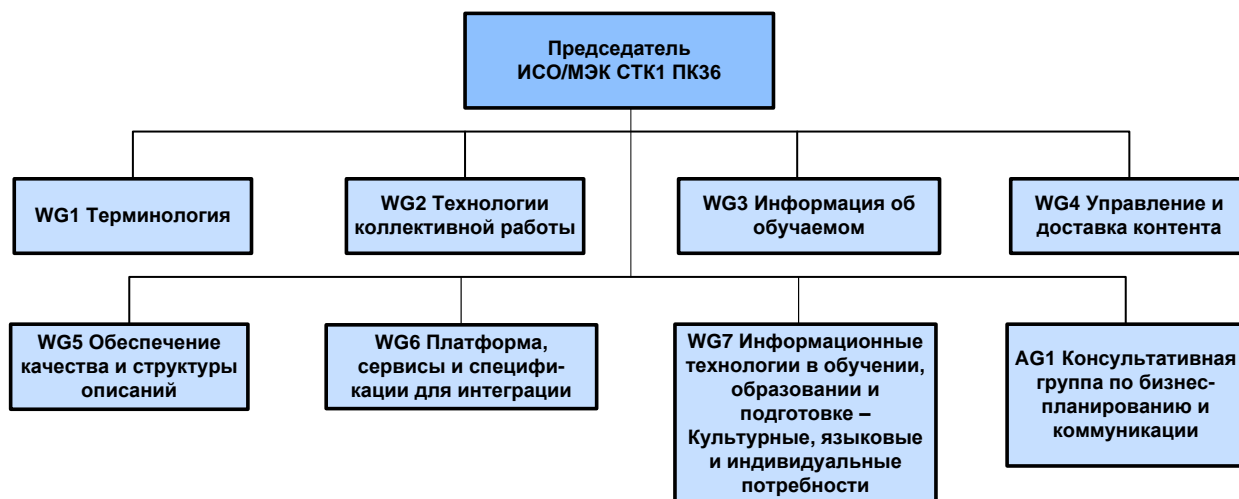 Председатель
ИСО/МЭК СТК1 ПК36
WG1 Терминология
WG2 Технологии
коллективной работы
WG3 Информация об
обучаемом
WG4 Управление и
доставка контента
WG5 Обеспечение
качества и структуры
описаний
WG6 Платформа,
сервисы и специфи-
кации для интеграции
WG7 Информационные
технологии в обучении,
образовании и
подготовке –
Культурные, языковые
и индивидуальные
потребности
AG1 Консультативная
группа по бизнес-
планированию и
коммуникации